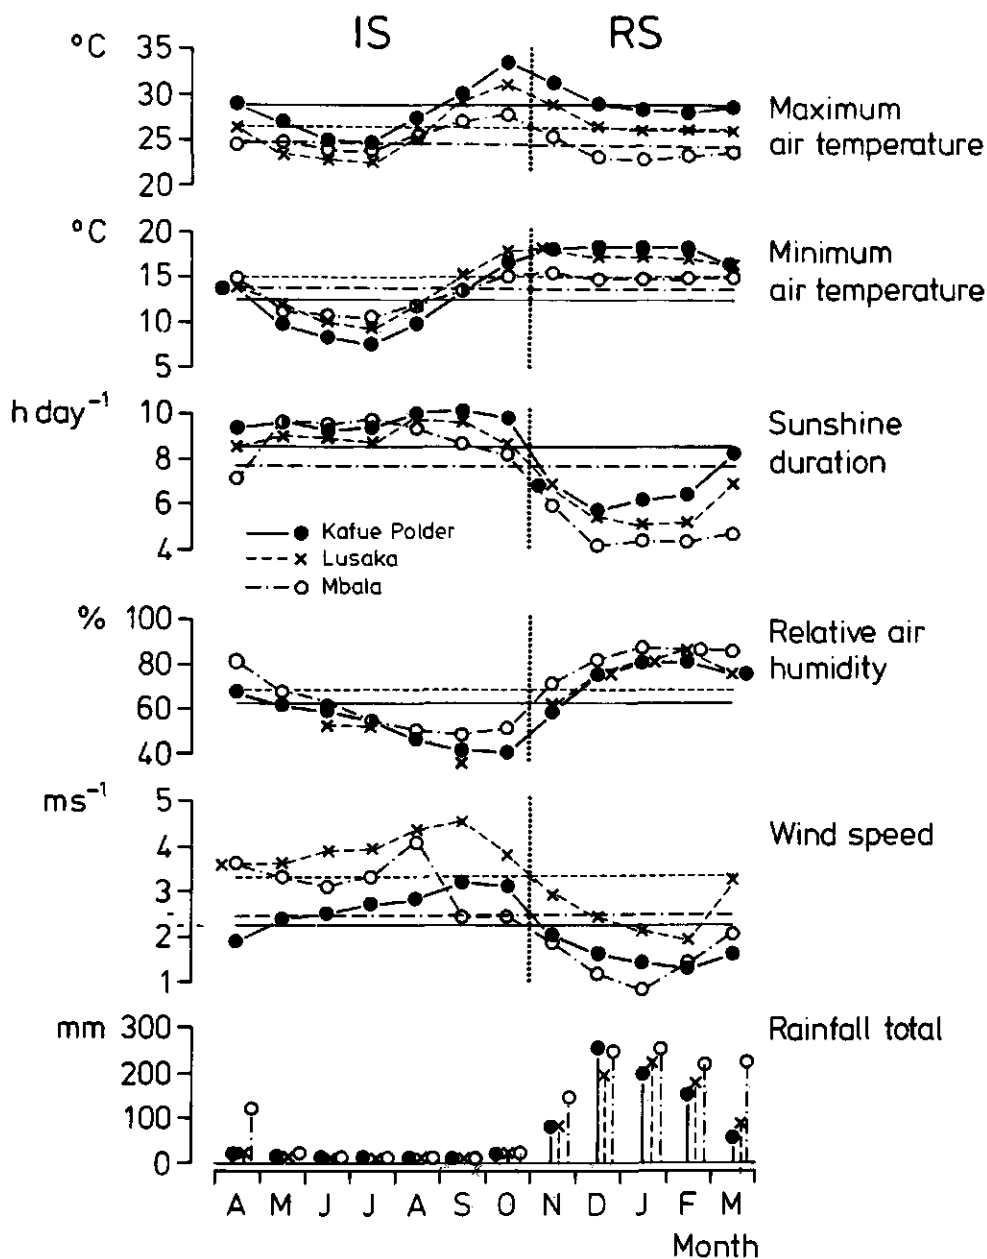 IS RS
°C 35
30
25
20
Maximum
air temperature
°C 20
15
10
5
Minimum
air temperature
h day⁻¹ 10
8
6
4
Sunshine
duration
Kafue Polder
Lusaka
Mbala
% 100
80
60
40
Relative air
humidity
ms⁻¹ 5
4
3
2
1
Wind speed
mm 300
200
100
0
Rainfall total
A M J J A S O N D J F M
Month